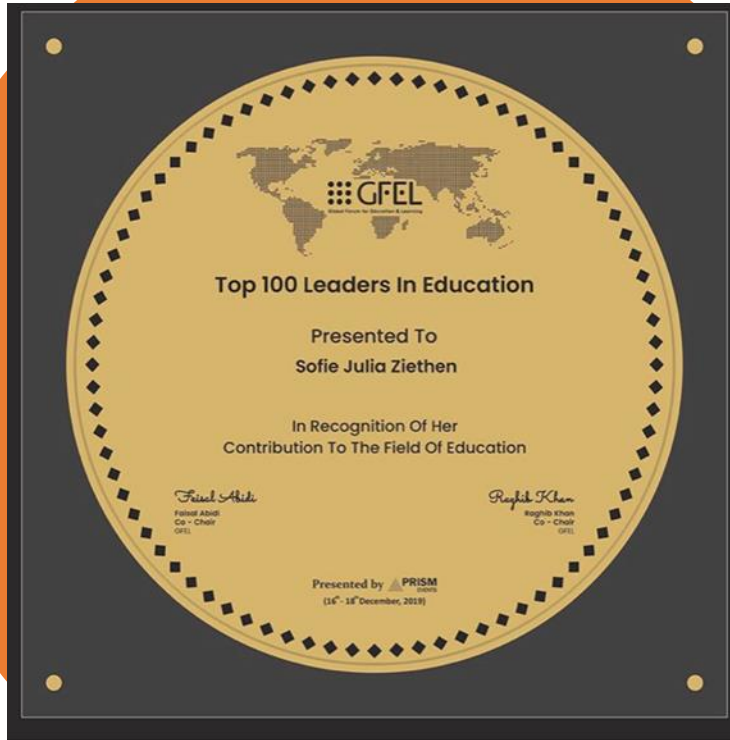 GFEL
Global Forum for Education & Learning
Top 100 Leaders In Education
Presented To
Sofie Julia Ziethen
In Recognition Of Her
Contribution To The Field Of Education
Faisal Abidi
Faisal Abidi
Co - Chair
GFEL
Raghib Khan
Raghib Khan
Co - Chair
GFEL
Presented by PRISM
EVENTS
(16th - 18th December, 2019)